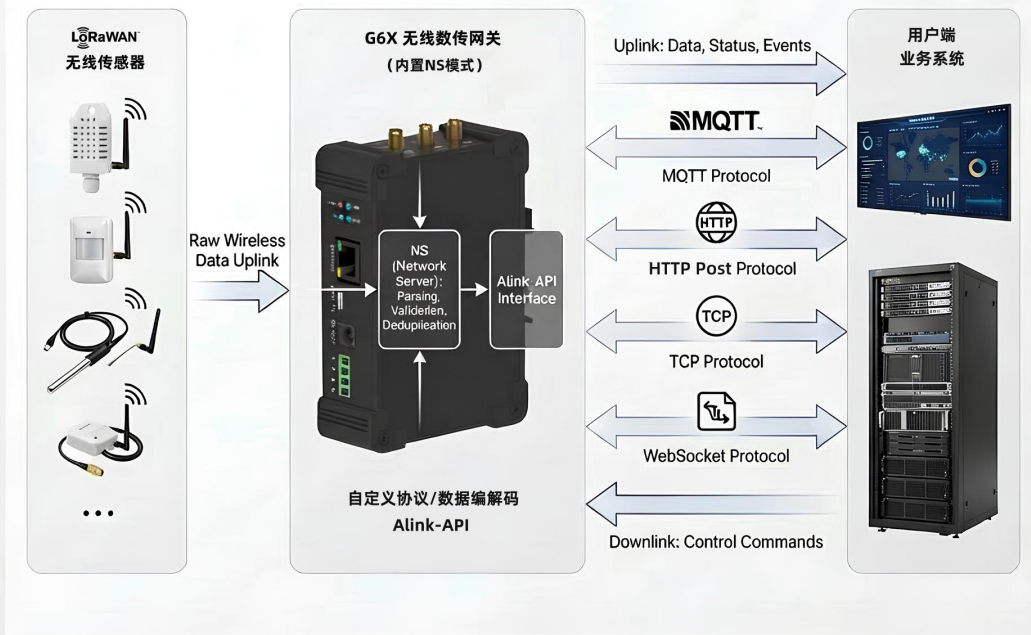 LoRaWAN
无线传感器
Raw Wireless
Data Uplink
G6X 无线数传网关
(内置NS模式)
NS
(Network
Server):
Parsing,
Validerlen,
Dedupileation
Alink API
Interface
自定义协议/数据编解码
Alink-API
Uplink: Data, Status, Events
MQTT
MQTT Protocol
HTTP
HTTP Post Protocol
TCP
TCP Protocol
WebSocket Protocol
Downlink: Control Commands
用户端
业务系统